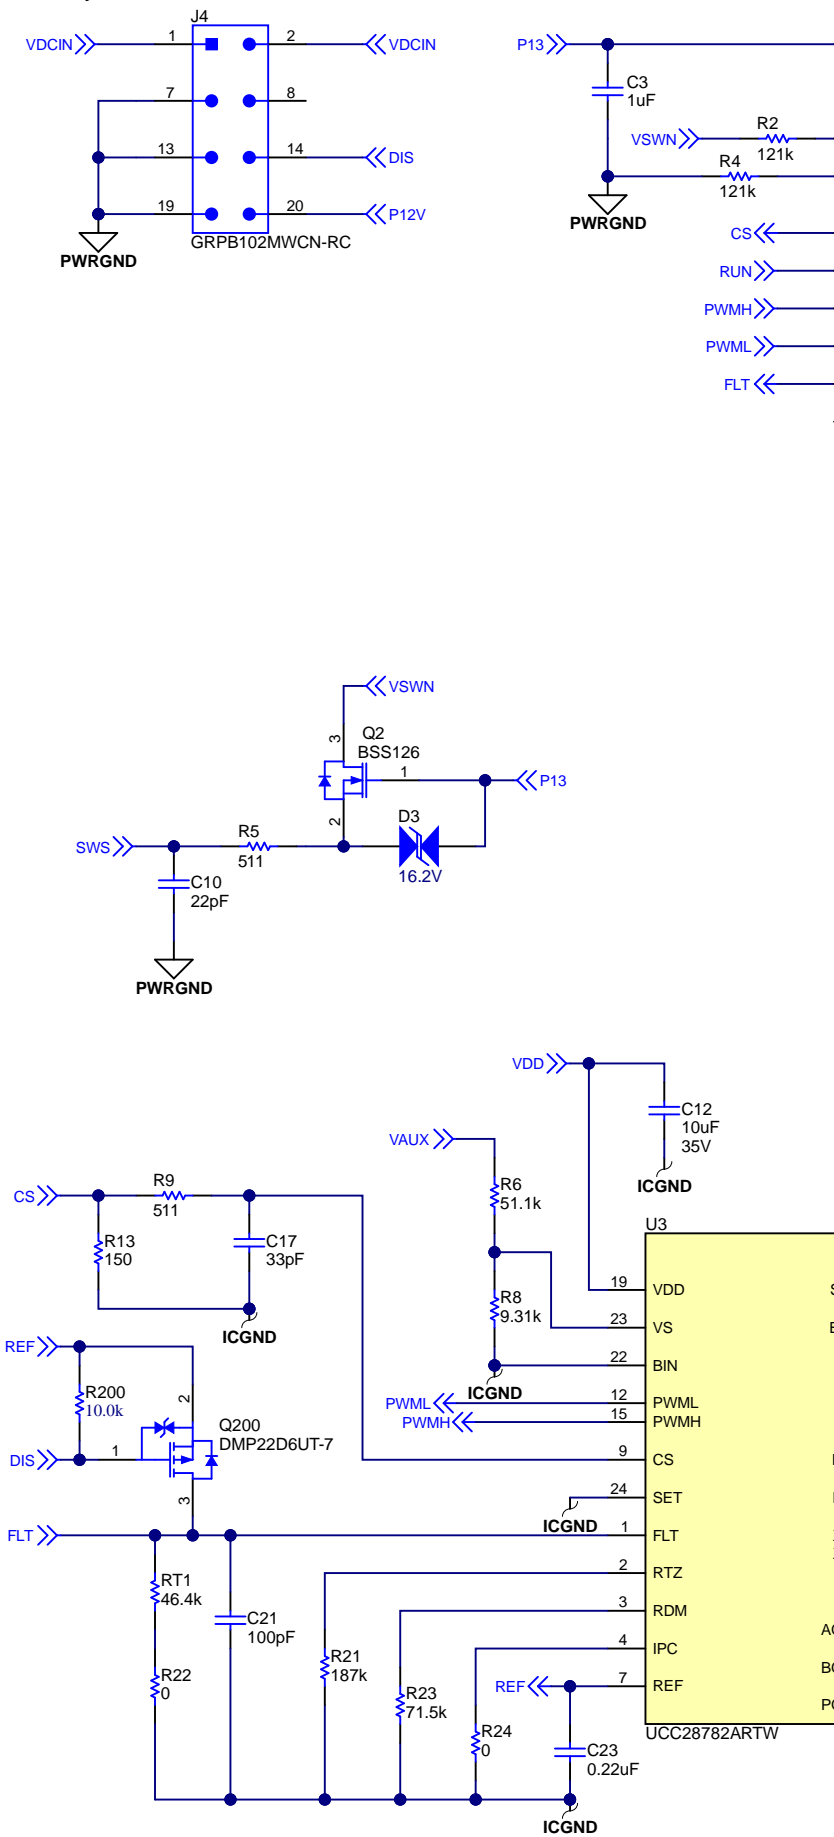 J4
VDCIN 1 2 VDCIN
7 8
13 14 DIS
19 20 P12V
PWRGND
GRPB102MWCN-RC
P13
C3
1uF
VSWN
R2
121k
R4
121k
PWRGND
CS
RUN
PWMH
PWML
FLT
VSWN
3
Q2
BSS126
1
P13
2
D3
16.2V
SWS
R5
511
C10
22pF
PWRGND
VDD
C12
10uF
35V
ICGND
VAUX
R6
51.1k
CS
R9
511
R13
150
C17
33pF
ICGND
R8
9.31k
ICGND
U3
19 VDD
23 VS
22 BIN
PWML 12 PWML
PWMH 15 PWMH
9 CS
24 SET
ICGND
1 FLT
2 RTZ
3 RDM
4 IPC
7 REF
UCC28782ARTW
REF
R200
10.0k
2
Q200
DMP22D6UT-7
DIS
1
3
FLT
RT1
46.4k
C21
100pF
R22
0
R21
187k
R23
71.5k
R24
0
REF
C23
0.22uF
ICGND